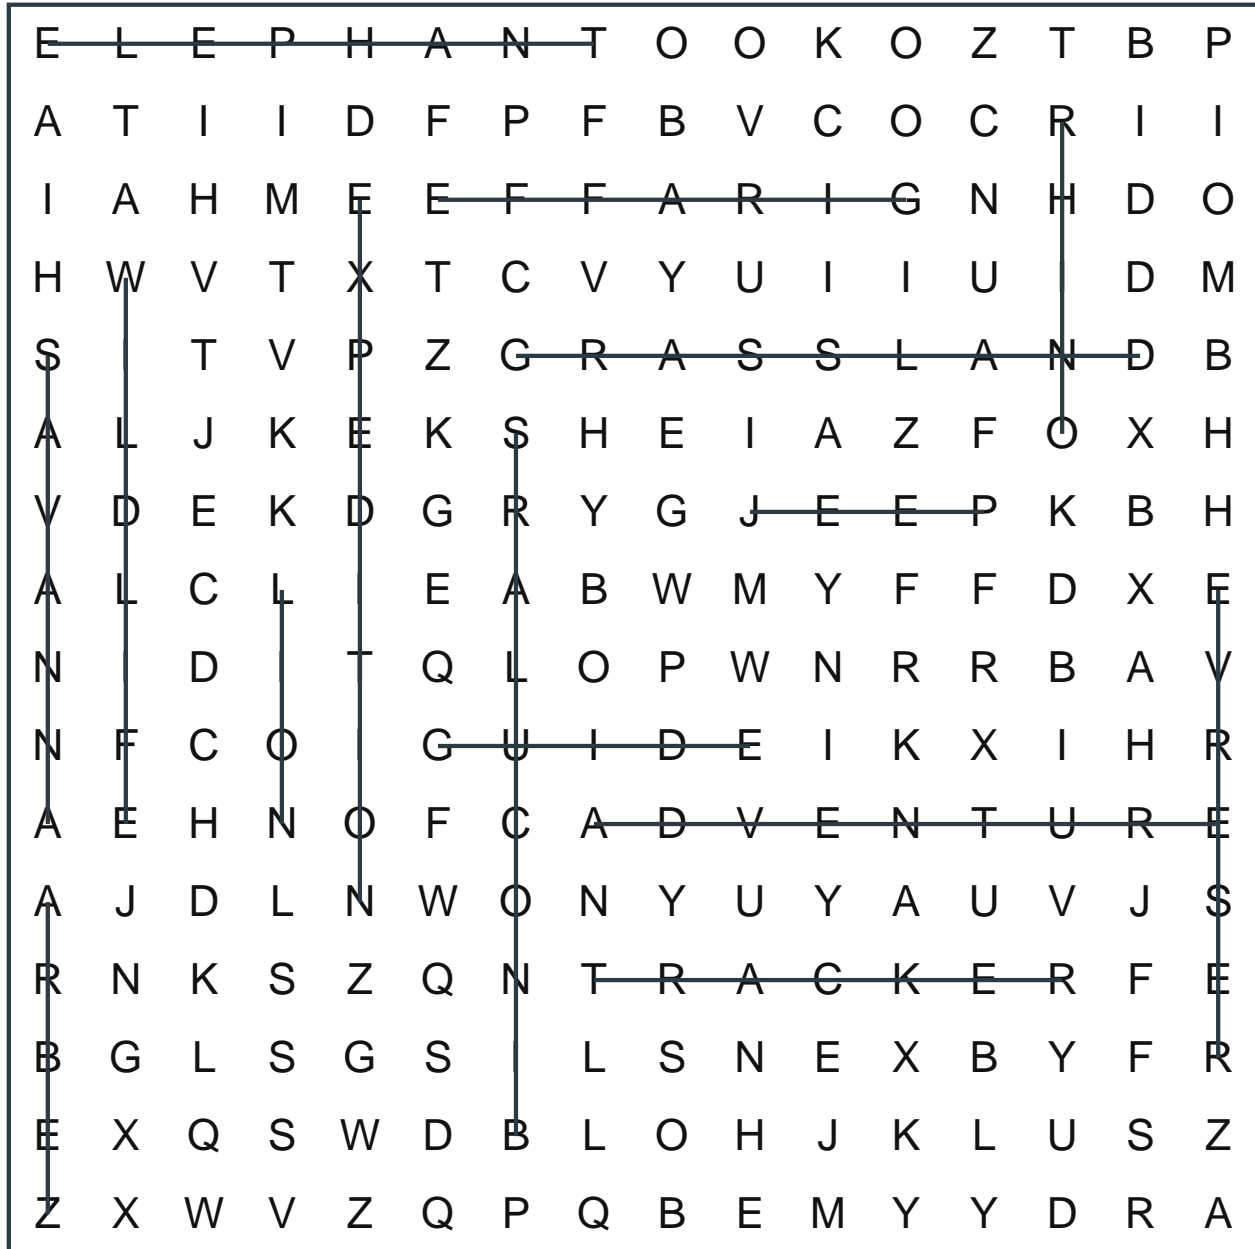 E L E P H A N T O O K O Z T B P
A T I I D F P F B V C O C R I I
I A H M E E F F A R I G N H D O
H W V T X T C V Y U I I U I D M
S I T V P Z G R A S S L A N D B
A L J K E K S H E I A Z F O X H
V D E K D G R Y G J E E P K B H
A L C L I E A B W M Y F F D X E
N I D I T Q L O P W N R R B A V
N F C O I G U I D E I K X I H R
A E H N O F C A D V E N T U R E
A J D L N W O N Y U Y A U V J S
R N K S Z Q N T R A C K E R F E
B G L S G S I L S N E X B Y F R
E X Q S W D B L O H J K L U S Z
Z X W V Z Q P Q B E M Y Y D R A